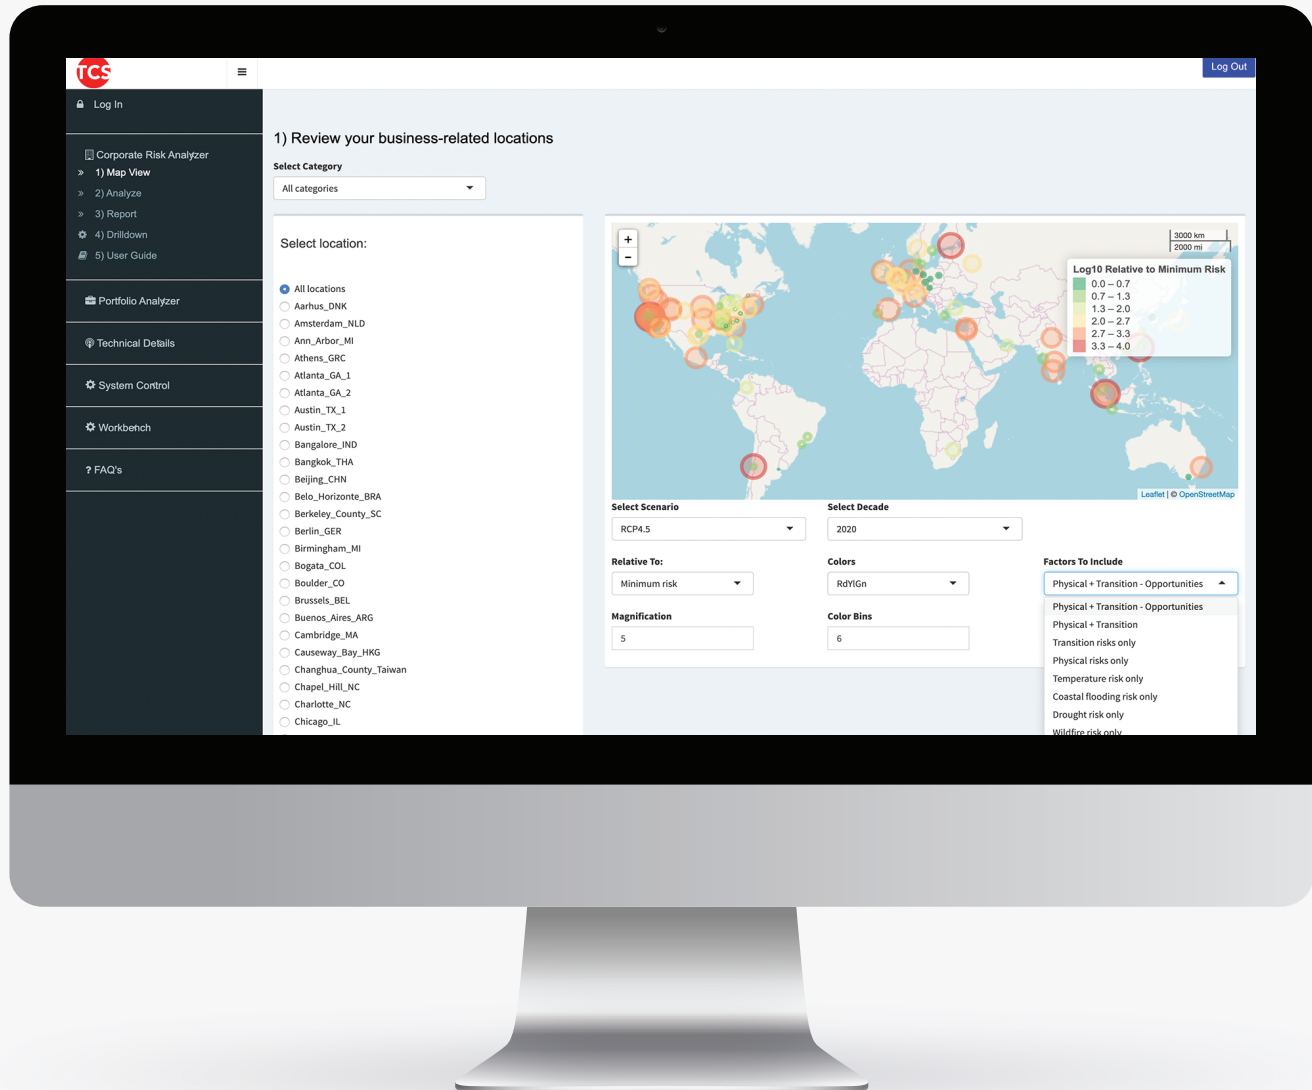 TCS
Log Out
Log In
Corporate Risk Analyzer
» 1) Map View
» 2) Analyze
» 3) Report
4) Drilldown
5) User Guide
Portfolio Analyzer
Technical Details
System Control
Workbench
? FAQ's
1) Review your business-related locations
Select Category
All categories
Select location:
All locations
Aarhus_DNK
Amsterdam_NLD
Ann_Arbor_MI
Athens_GRC
Atlanta_GA_1
Atlanta_GA_2
Austin_TX_1
Austin_TX_2
Bangalore_IND
Bangkok_THA
Beijing_CHN
Belo_Horizonte_BRA
Berkeley_County_SC
Berlin_GER
Birmingham_MI
Bogata_COL
Boulder_CO
Brussels_BEL
Buenos_Aires_ARG
Cambridge_MA
Causeway_Bay_HKG
Changhua_County_Taiwan
Chapel_Hill_NC
Charlotte_NC
Chicago_IL
+
−
3000 km
2000 mi
Log10 Relative to Minimum Risk
0.0 – 0.7
0.7 – 1.3
1.3 – 2.0
2.0 – 2.7
2.7 – 3.3
3.3 – 4.0
Leaflet | © OpenStreetMap
Select Scenario
RCP4.5
Select Decade
2020
Relative To:
Minimum risk
Colors
RdYlGn
Factors To Include
Physical + Transition - Opportunities
Magnification
5
Color Bins
6
Physical + Transition - Opportunities
Physical + Transition
Transition risks only
Physical risks only
Temperature risk only
Coastal flooding risk only
Drought risk only
Wildfire risk only